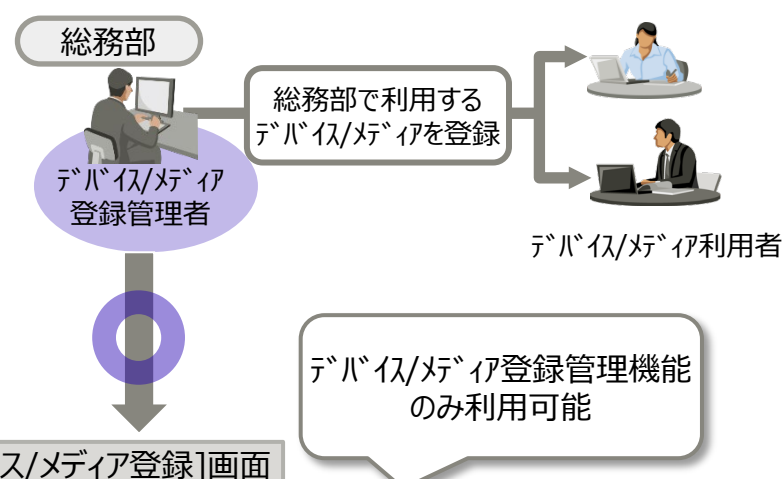 総務部
総務部で利用する
ﾃﾞﾊﾞｲｽ/ﾒﾃﾞｨｱを登録
ﾃﾞﾊﾞｲｽ/ﾒﾃﾞｨｱ
登録管理者
ﾃﾞﾊﾞｲｽ/ﾒﾃﾞｨｱ利用者
ﾃﾞﾊﾞｲｽ/ﾒﾃﾞｨｱ登録管理機能
のみ利用可能
ス/メディア登録]画面